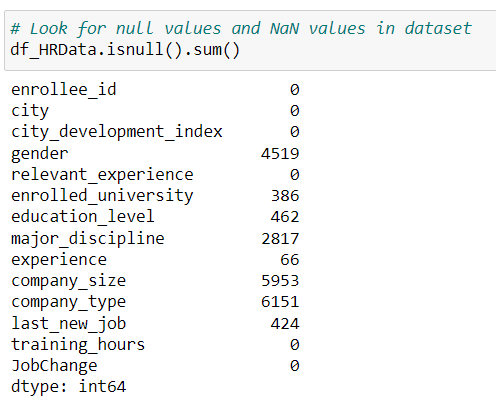 # Look for null values and NaN values in dataset
df_HRData.isnull().sum()
enrollee_id 0
city 0
city_development_index 0
gender 4519
relevant_experience 0
enrolled_university 386
education_level 462
major_discipline 2817
experience 66
company_size 5953
company_type 6151
last_new_job 424
training_hours 0
JobChange 0
dtype: int64